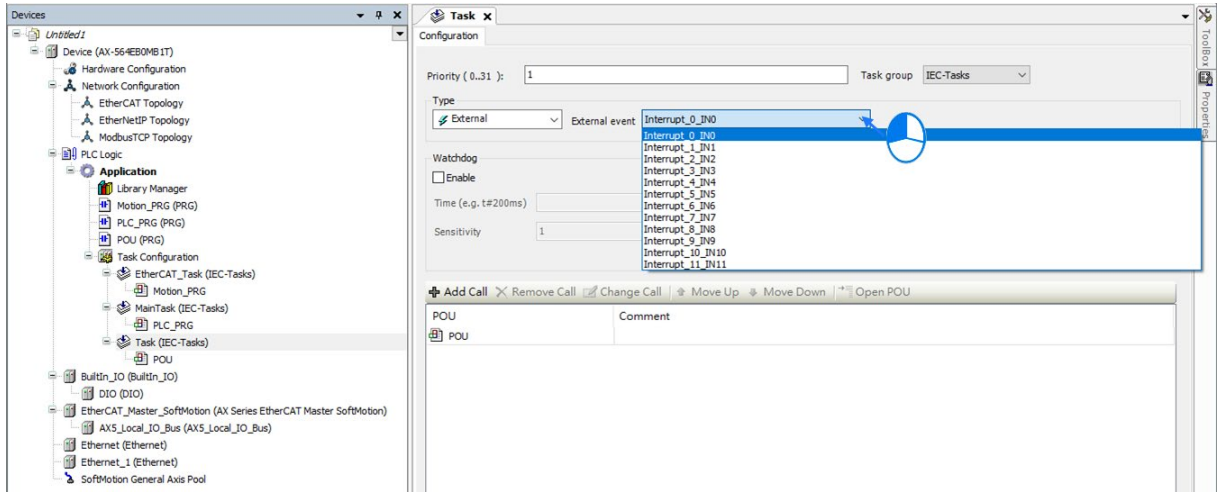 Devices
Untitled1
Device (AX-564EB0MB1T)
Hardware Configuration
Network Configuration
EtherCAT Topology
EtherNetIP Topology
ModbusTCP Topology
PLC Logic
Application
Library Manager
Motion_PRG (PRG)
PLC_PRG (PRG)
POU (PRG)
Task Configuration
EtherCAT_Task (IEC-Tasks)
Motion_PRG
MainTask (IEC-Tasks)
PLC_PRG
Task (IEC-Tasks)
POU
BuiltIn_IO (BuiltIn_IO)
DIO (DIO)
EtherCAT_Master_SoftMotion (AX Series EtherCAT Master SoftMotion)
AX5_Local_IO_Bus (AX5_Local_IO_Bus)
Ethernet (Ethernet)
Ethernet_1 (Ethernet)
SoftMotion General Axis Pool
Task
Configuration
Priority ( 0..31 ): 1 Task group IEC-Tasks
Type
External External event Interrupt_0_IN0
Interrupt_0_IN0
Interrupt_1_IN1
Interrupt_2_IN2
Interrupt_3_IN3
Interrupt_4_IN4
Interrupt_5_IN5
Interrupt_6_IN6
Interrupt_7_IN7
Interrupt_8_IN8
Interrupt_9_IN9
Interrupt_10_IN10
Interrupt_11_IN11
Watchdog
Enable
Time (e.g. t#200ms)
Sensitivity 1
Add Call Remove Call Change Call Move Up Move Down Open POU
POU Comment
POU
ToolBox
Properties